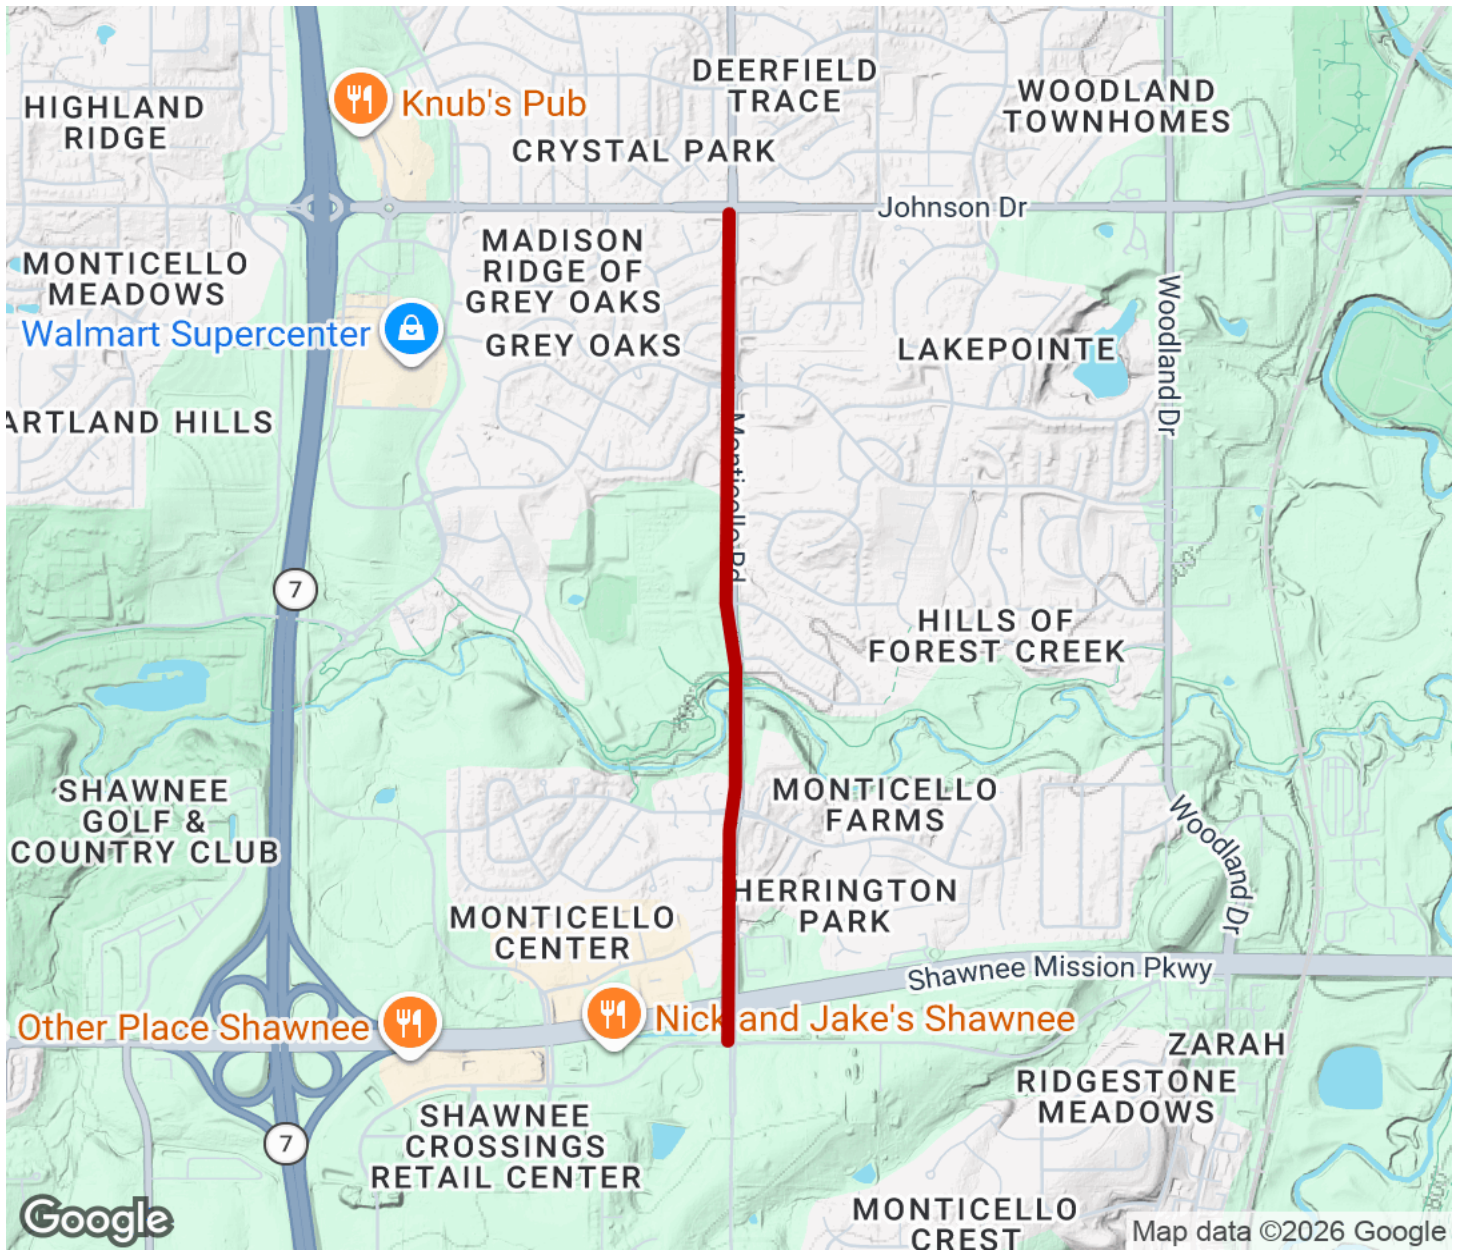 DEERFIELD
TRACE
WOODLAND
TOWNHOMES
HIGHLAND
RIDGE
Knub's Pub
CRYSTAL PARK
Johnson Dr
MADISON
RIDGE OF
GREY OAKS
MONTICELLO
MEADOWS
Walmart Supercenter
GREY OAKS
LAKEPOINTE
Woodland Dr
ARTLAND HILLS
Monticello Rd
7
HILLS OF
FOREST CREEK
SHAWNEE
GOLF &
COUNTRY CLUB
MONTICELLO
FARMS
Woodland Dr
HERRINGTON
PARK
MONTICELLO
CENTER
Shawnee Mission Pkwy
Other Place Shawnee
Nick and Jake's Shawnee
ZARAH
RIDGESTONE
MEADOWS
7
SHAWNEE
CROSSINGS
RETAIL CENTER
MONTICELLO
CREST
Google
Map data ©2026 Google